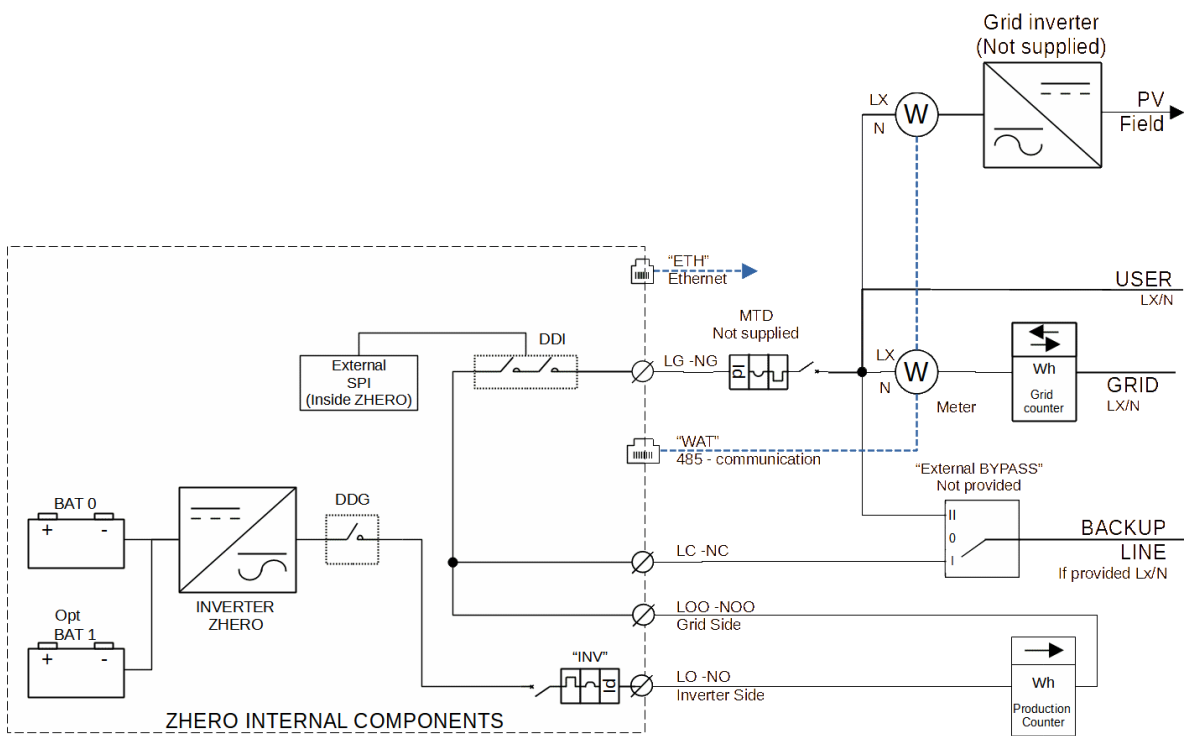 Grid inverter
(Not supplied)
LX
N
W
PV
Field
"ETH"
Ethernet
USER
LX/N
MTD
Not supplied
DDI
External
SPI
(Inside ZHERO)
LG -NG
Id
LX
N
W
Meter
Wh
Grid
counter
GRID
LX/N
"WAT"
485 - communication
"External BYPASS"
Not provided
II
0
I
BACKUP
LINE
If provided Lx/N
BAT 0
+ -
DDG
INVERTER
ZHERO
LC -NC
Opt
BAT 1
+ -
LOO -NOO
Grid Side
"INV"
Id
LO -NO
Inverter Side
Wh
Production
Counter
ZHERO INTERNAL COMPONENTS